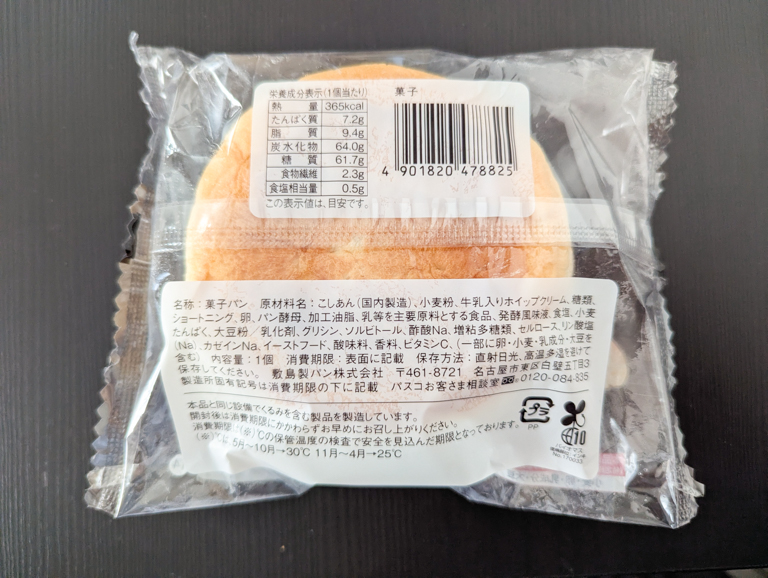 栄養成分表示(1個当たり)
熱量 365kcal
たんぱく質 7.2g
脂質 9.4g
炭水化物 64.0g
糖質 61.7g
食物繊維 2.3g
食塩相当量 0.5g
この表示値は、目安です。
菓子
4 901820 478825
名称：菓子パン 原材料名：こしあん(国内製造)、小麦粉、牛乳入りホイップクリーム、糖類、
ショートニング、卵、パン酵母、加工油脂、乳等を主要原料とする食品、発酵風味液、食塩、小麦
たんぱく、大豆粉／乳化剤、グリシン、ソルビトール、酢酸Na、増粘多糖類、セルロース、リン酸塩
(Na)、カゼインNa、イーストフード、酸味料、香料、ビタミンC、(一部に卵・小麦・乳成分・大豆を
含む) 内容量：1個 消費期限：表面に記載 保存方法：直射日光、高温多湿を避けて
保存してください。 敷島製パン株式会社 〒461-8721 名古屋市東区白壁五丁目3
製造所固有記号は消費期限の下に記載 パスコお客さま相談室 0120-084-835
本品と同じ設備でくるみを含む製品を製造しています。
開封後は消費期限にかかわらずお早めにお召し上がりください。
消費期限は(※)℃の保管温度の検査で安全を見込んだ期限となっております。
(※)℃は 5月〜10月→30℃ 11月〜4月→25℃
プラ
PP
10
バイオマス